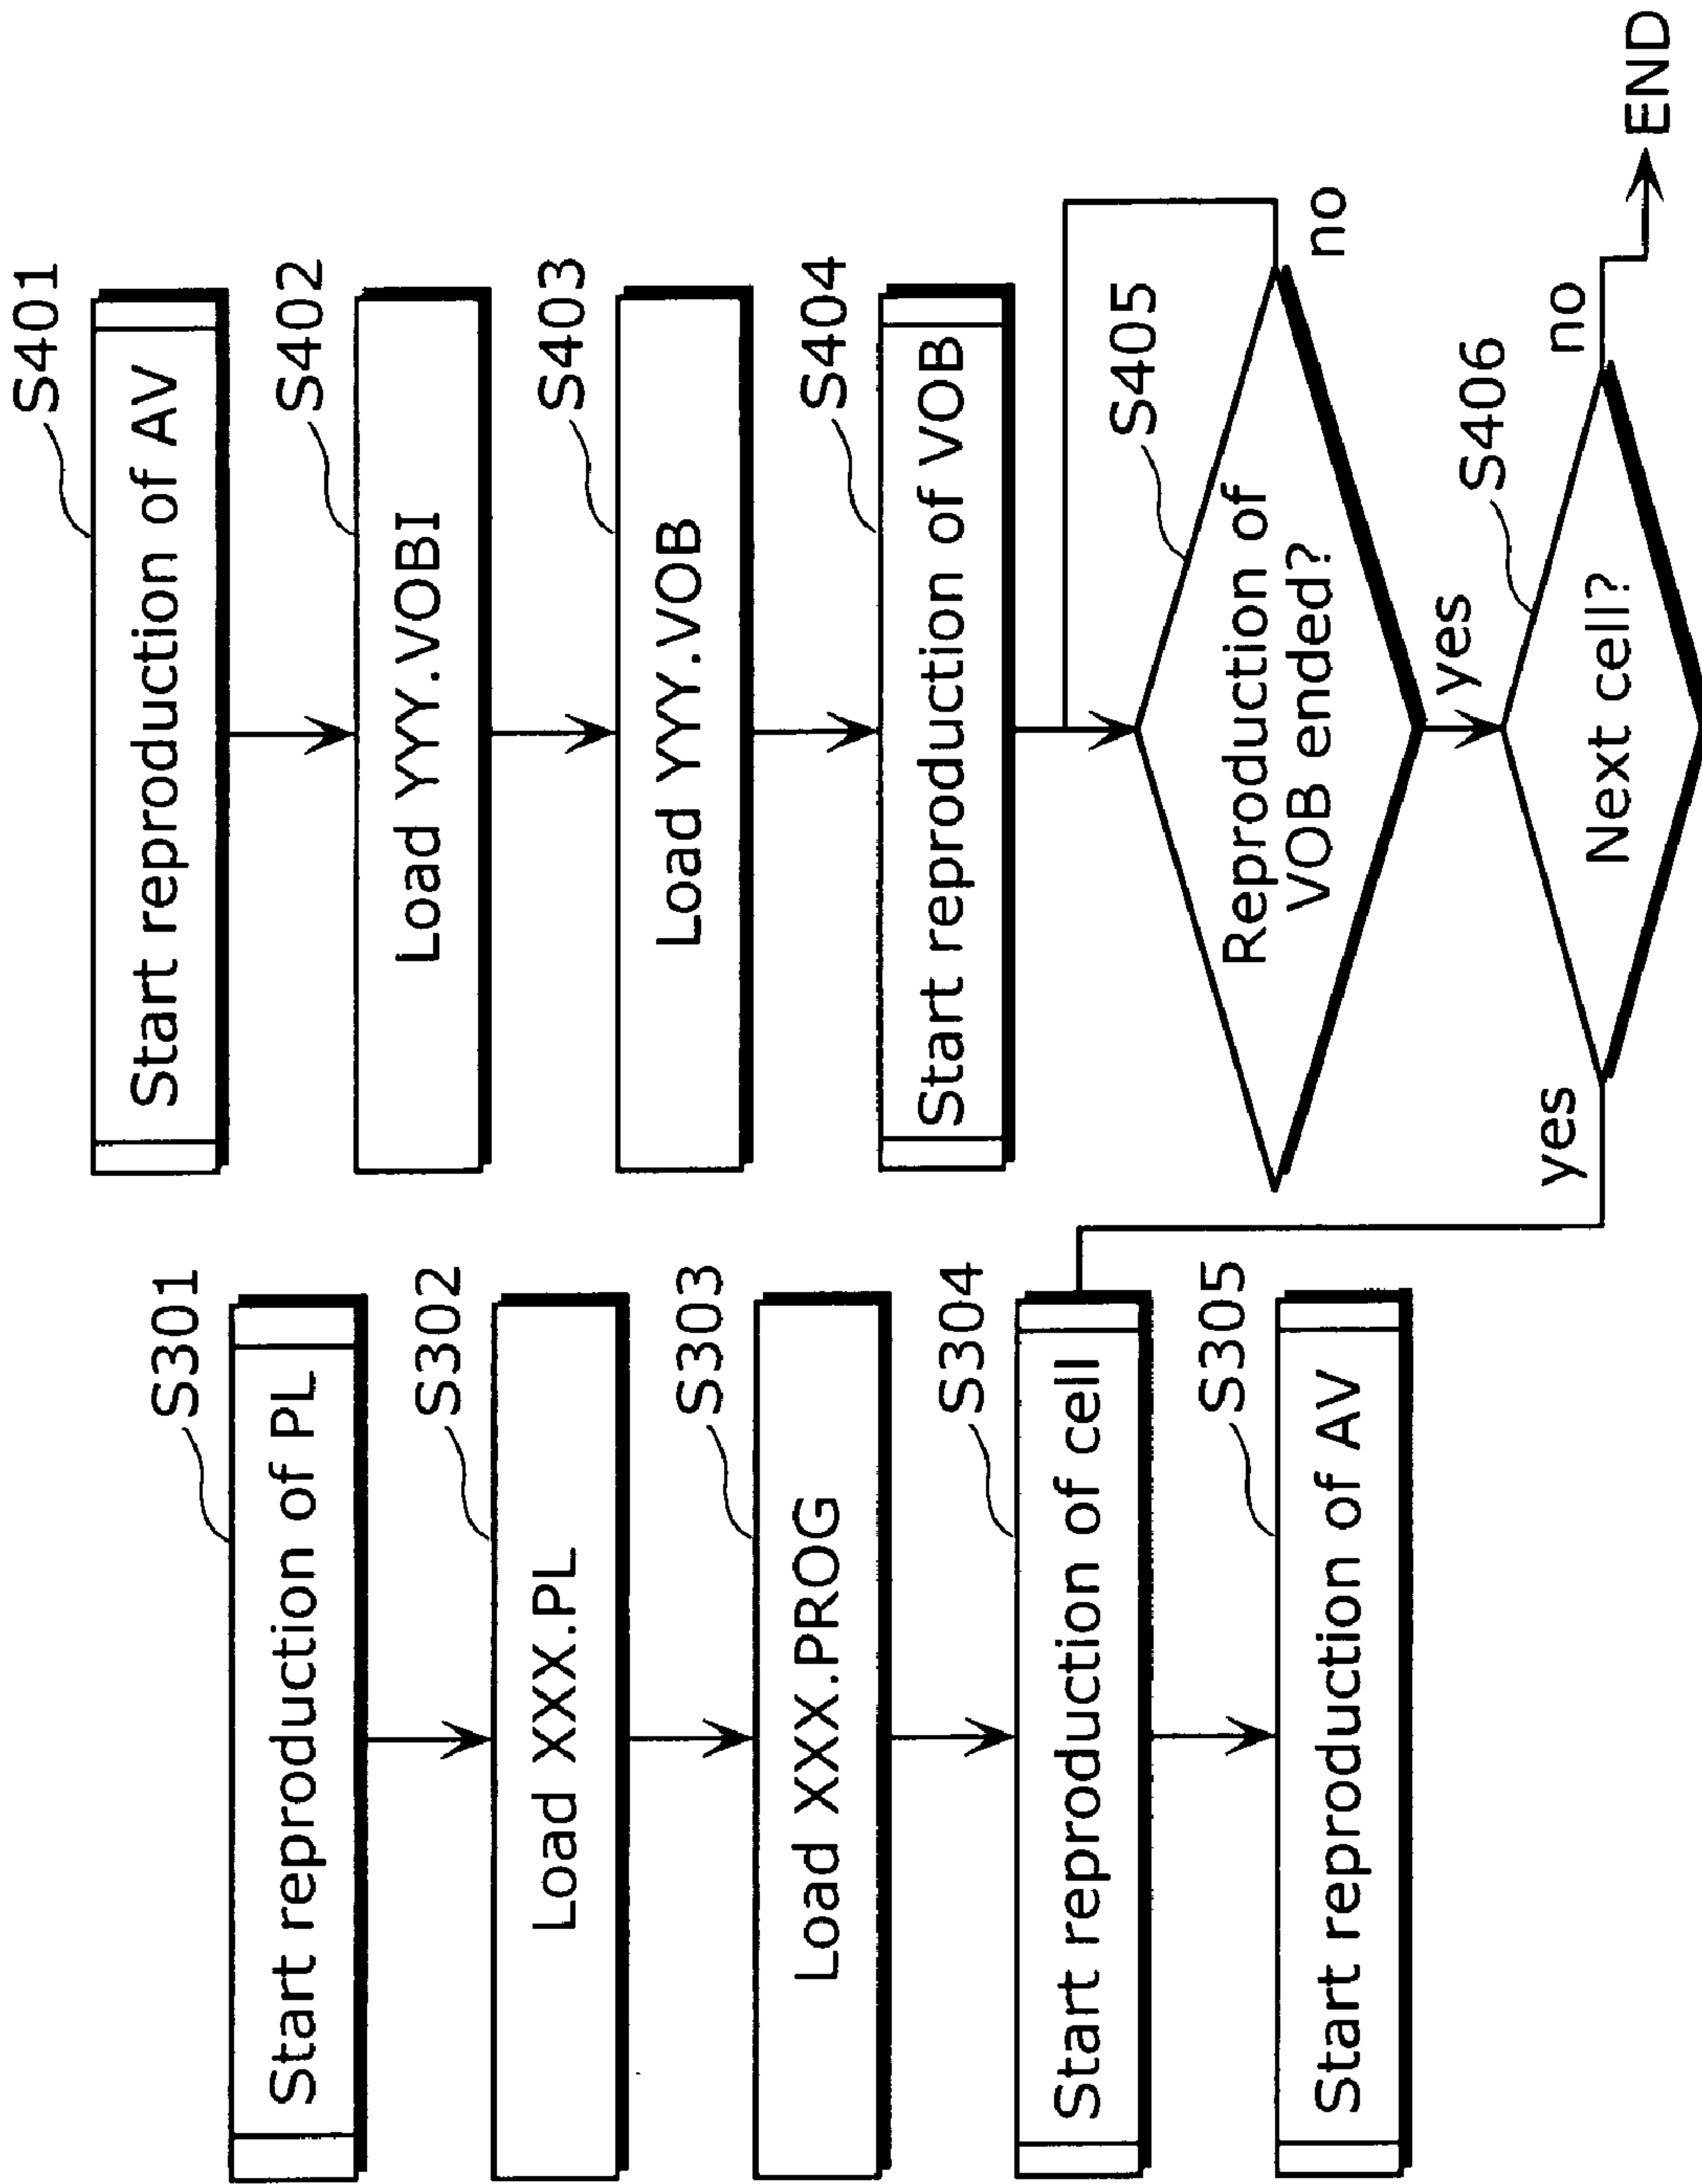 S301
Start reproduction of PL
S302
Load XXX.PL
S303
Load XXX.PROG
S304
Start reproduction of cell
S305
Start reproduction of AV
S401
Start reproduction of AV
S402
Load YYY.VOBI
S403
Load YYY.VOB
S404
Start reproduction of VOB
S405
Reproduction of
VOB ended?
no
yes
S406
Next cell?
yes
no
END